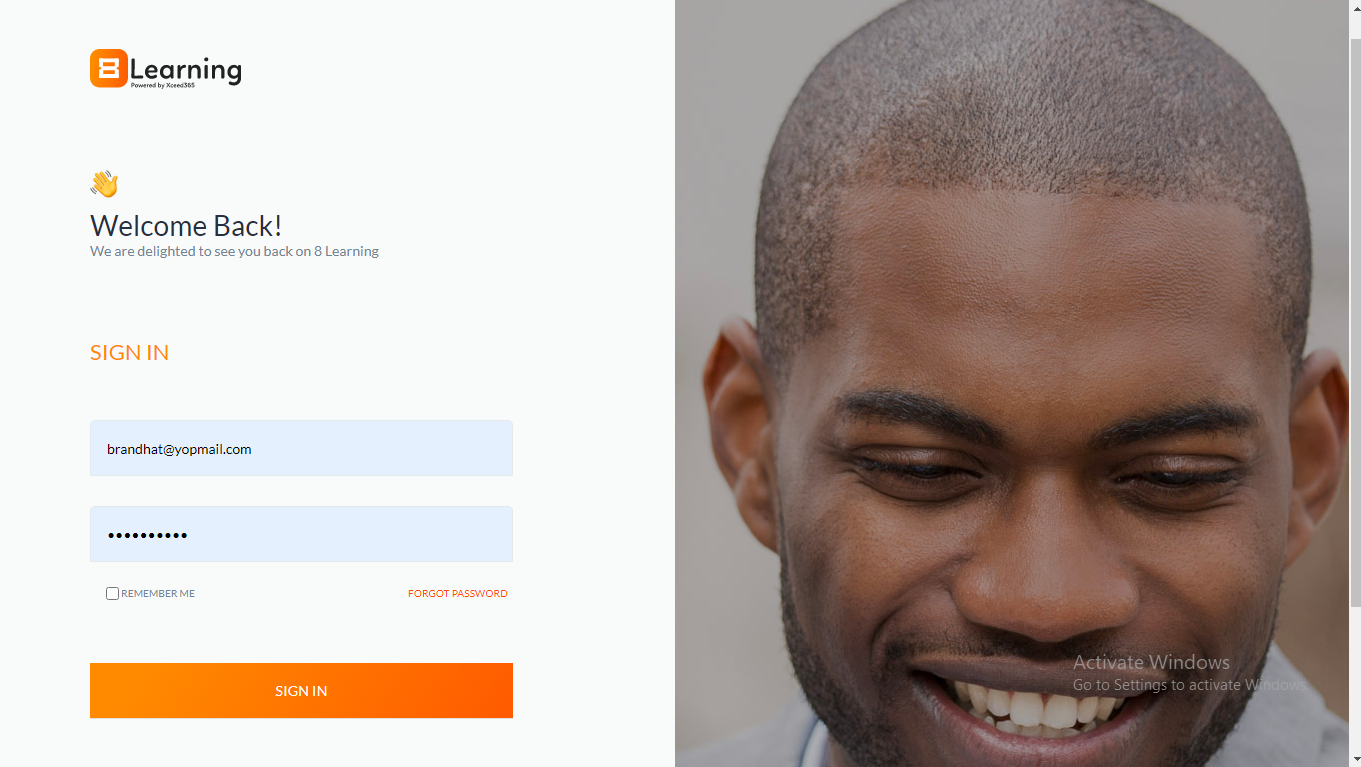 8 Learning
Powered by Xceed365
Welcome Back!
We are delighted to see you back on 8 Learning
SIGN IN
brandhat@yopmail.com
••••••••••
REMEMBER ME
FORGOT PASSWORD
SIGN IN
Activate Windows
Go to Settings to activate Windows.